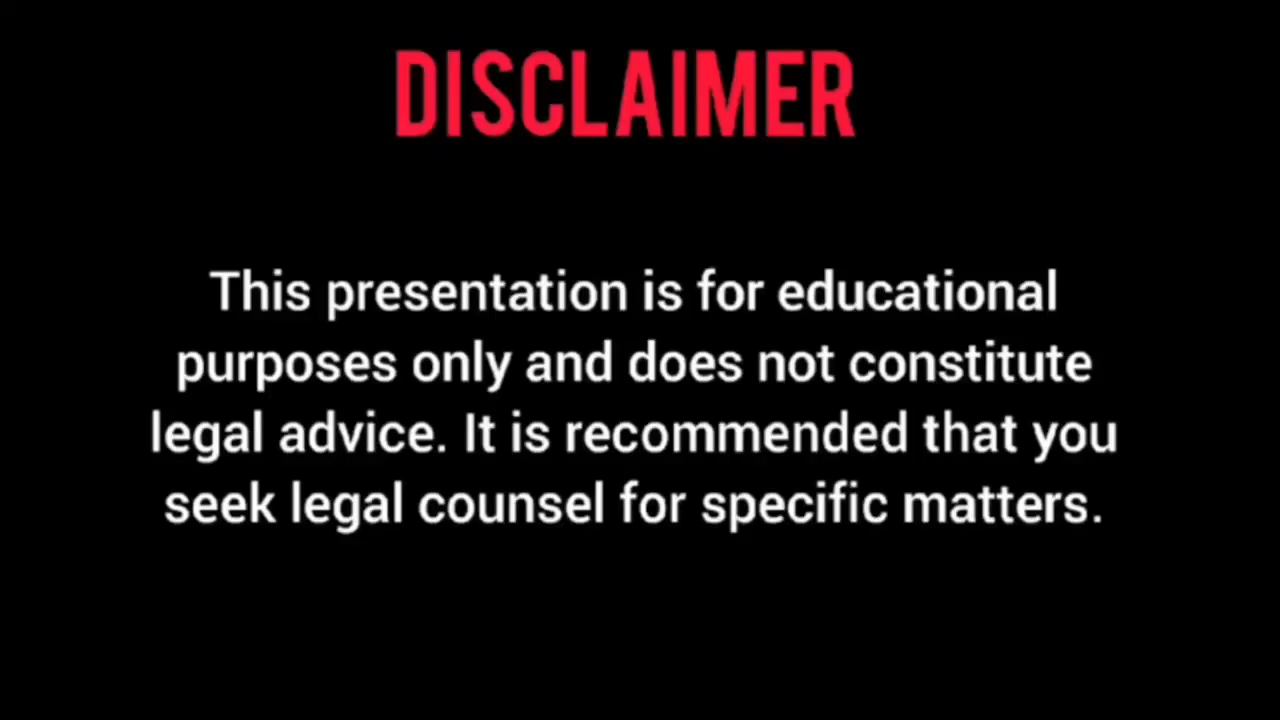 DISCLAIMER
This presentation is for educational
purposes only and does not constitute
legal advice. It is recommended that you
seek legal counsel for specific matters.